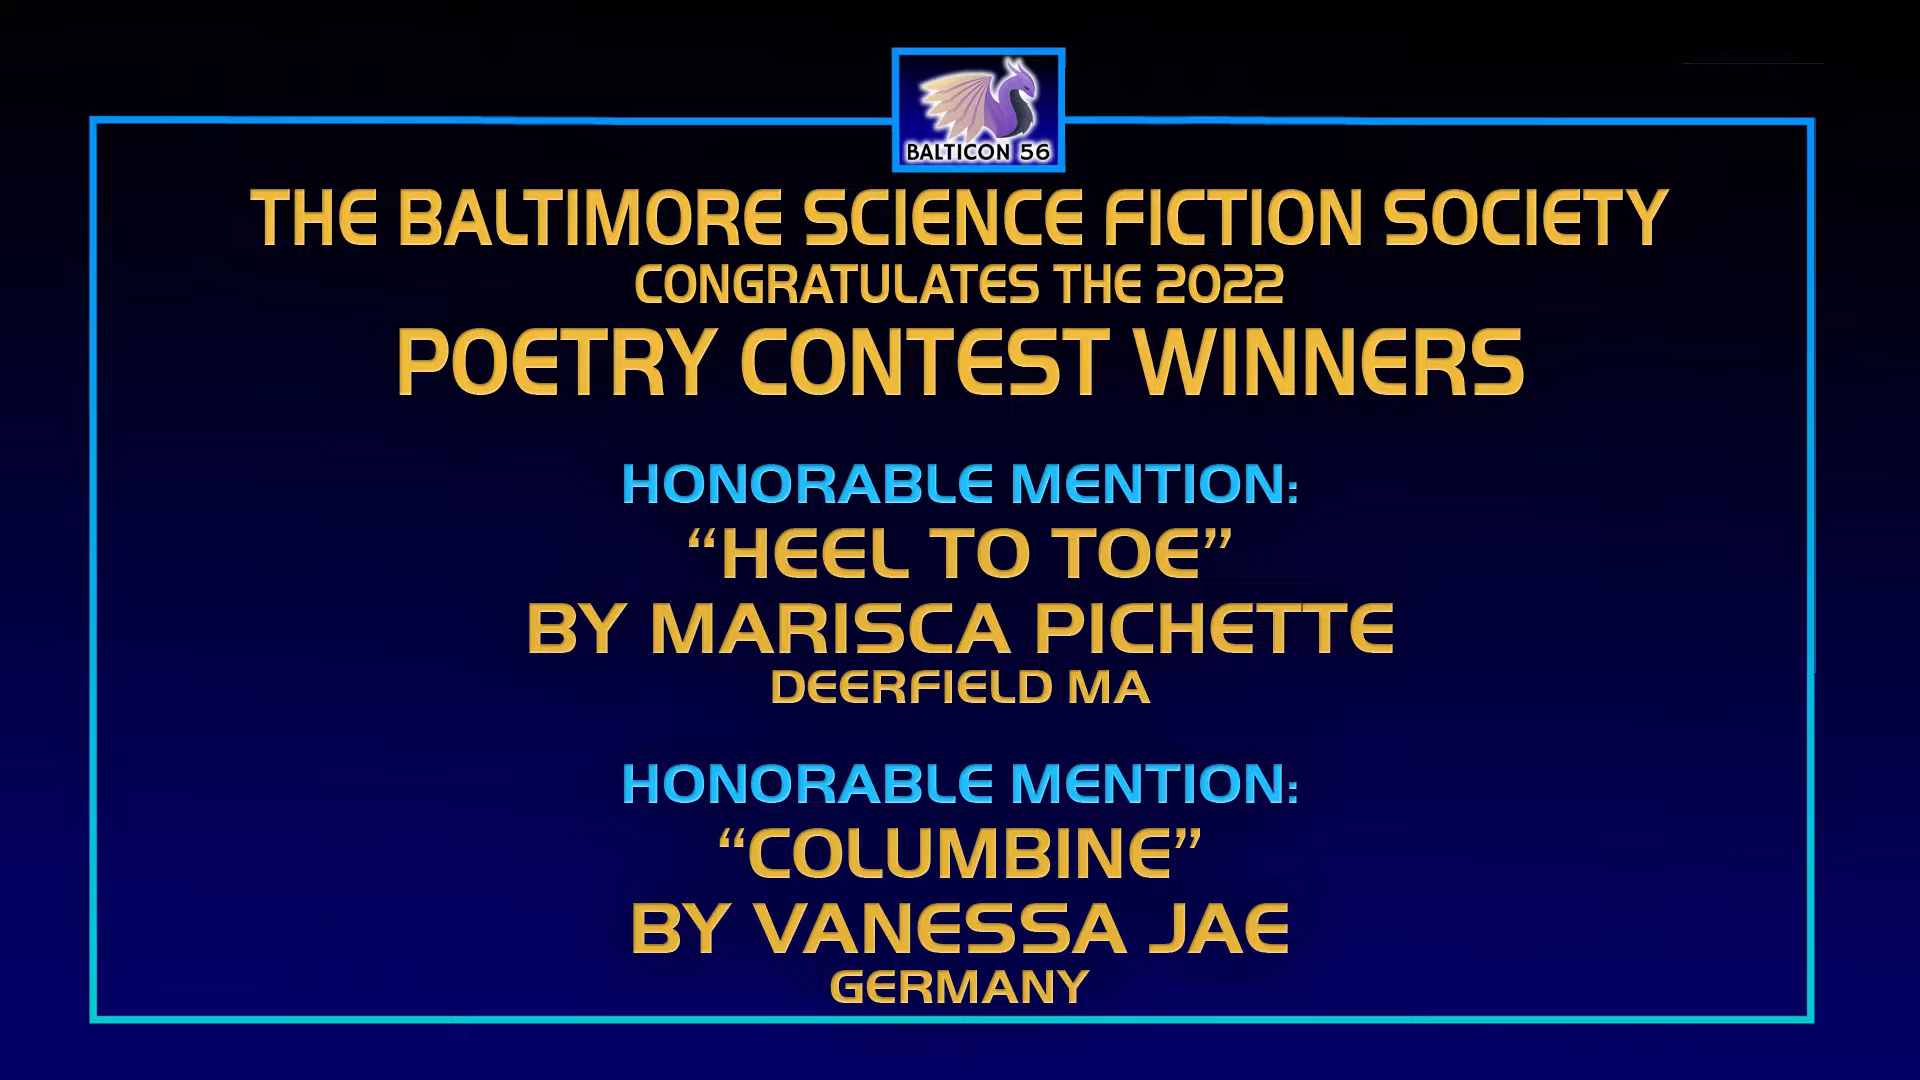 BALTICON 56
THE BALTIMORE SCIENCE FICTION SOCIETY
CONGRATULATES THE 2022
POETRY CONTEST WINNERS
HONORABLE MENTION:
“HEEL TO TOE”
BY MARISCA PICHETTE
DEERFIELD MA
HONORABLE MENTION:
“COLUMBINE”
BY VANESSA JAE
GERMANY